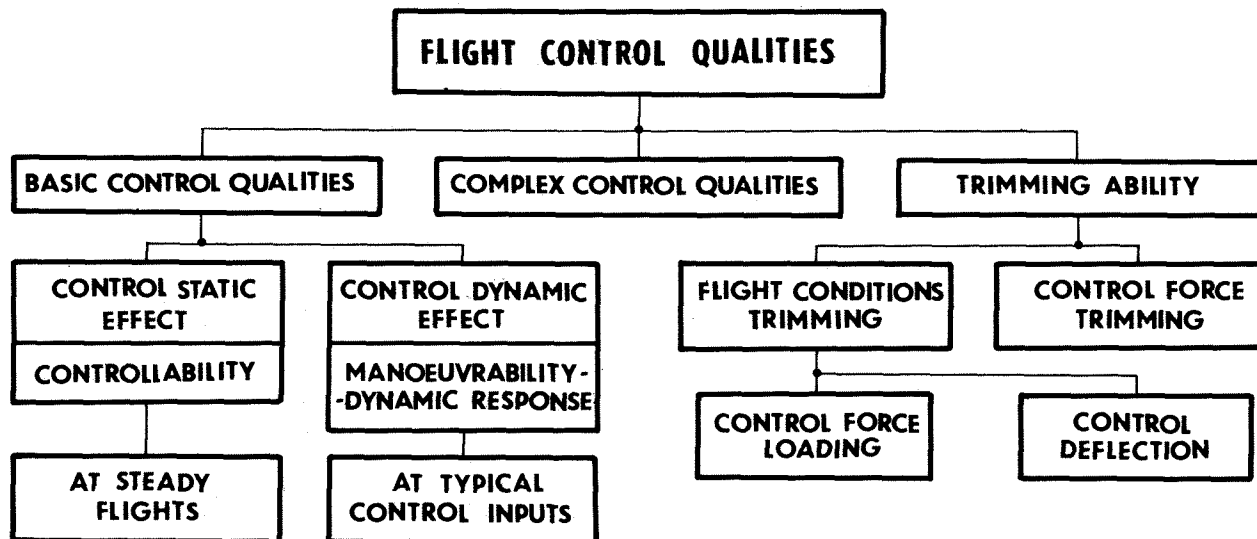 FLIGHT CONTROL QUALITIES
BASIC CONTROL QUALITIES
COMPLEX CONTROL QUALITIES
TRIMMING ABILITY
CONTROL STATIC
EFFECT
CONTROLLABILITY
CONTROL DYNAMIC
EFFECT
MANOEUVRABILITY-
-DYNAMIC RESPONSE
FLIGHT CONDITIONS
TRIMMING
CONTROL FORCE
TRIMMING
CONTROL FORCE
LOADING
CONTROL
DEFLECTION
AT STEADY
FLIGHTS
AT TYPICAL
CONTROL INPUTS